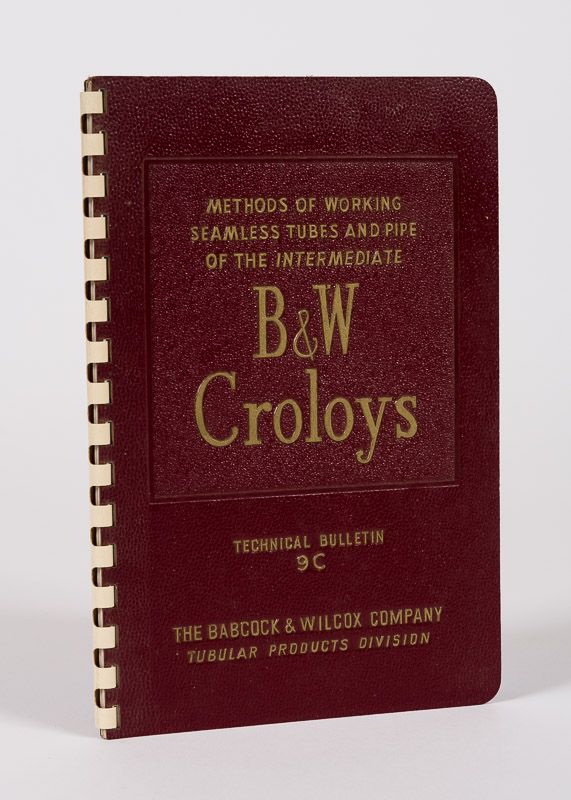 METHODS OF WORKING
SEAMLESS TUBES AND PIPE
OF THE INTERMEDIATE
B&W
Croloys
TECHNICAL BULLETIN
9C
THE BABCOCK & WILCOX COMPANY
TUBULAR PRODUCTS DIVISION